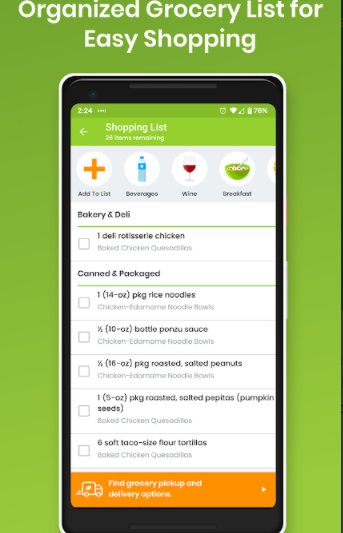 Organized Grocery List for
Easy Shopping
2:24
76%
Shopping List
39 items remaining
Add To List
Beverages
Wine
Breakfast
Bakery & Deli
1 deli rotisserie chicken
Baked Chicken Quesadillas
Canned & Packaged
1 (14-oz) pkg rice noodles
Chicken-Edamame Noodle Bowls
½ (10-oz) bottle ponzu sauce
Chicken-Edamame Noodle Bowls
½ (16-oz) pkg roasted, salted peanuts
Chicken-Edamame Noodle Bowls
1 (5-oz) pkg roasted, salted pepitas (pumpkin
seeds)
Baked Chicken Quesadillas
6 soft taco-size flour tortillas
Baked Chicken Quesadillas
Find grocery pickup and
delivery options.